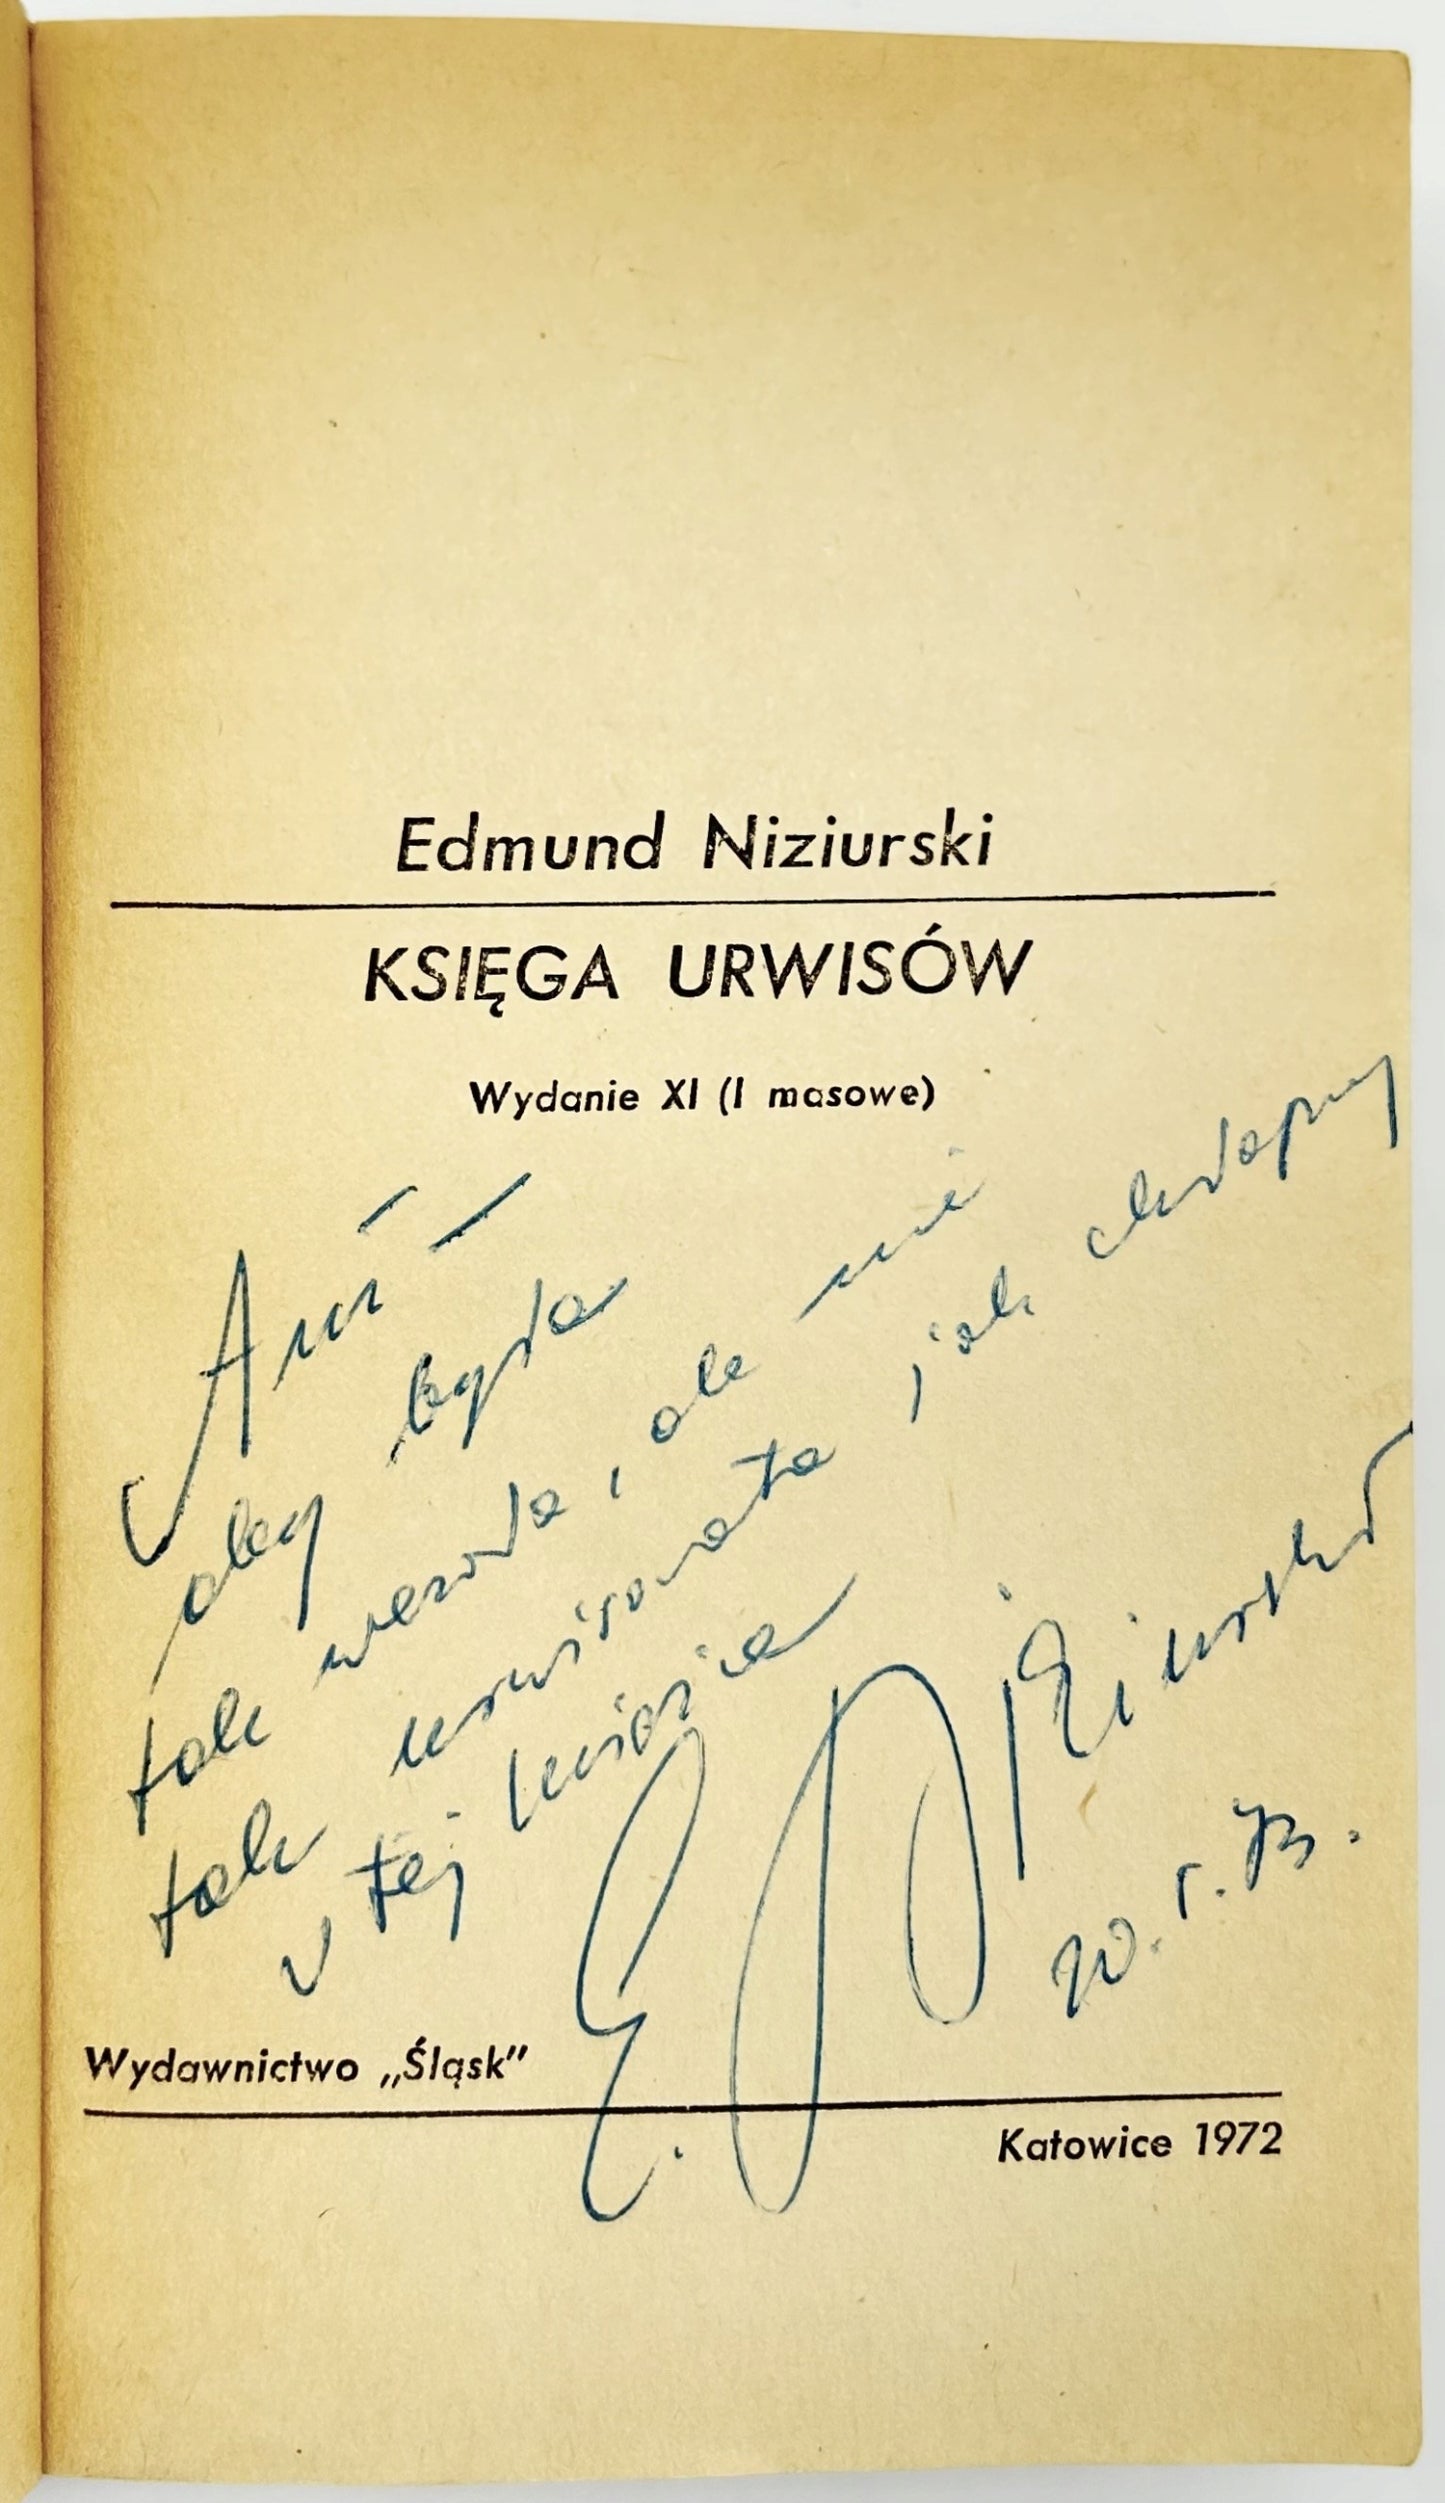 Edmund Niziurski
KSIĘGA URWISÓW
Wydanie XI (I masowe)
Ani –
aby była
tak wesoła, ale nie
tak urwisowata jak chłopcy
w tej książce
E. Niziurski
r. 73.
Wydawnictwo „Śląsk”
Katowice 1972